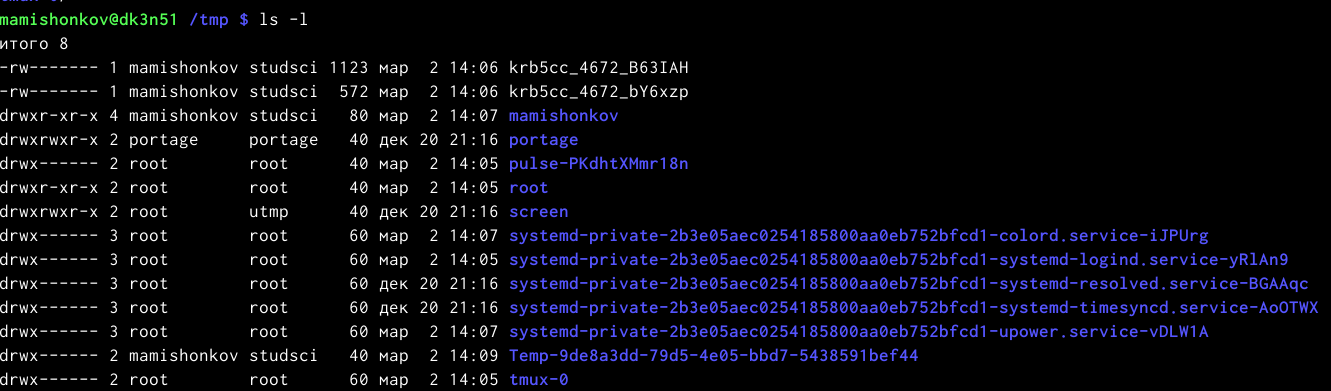 mamishonkov@dk3n51 /tmp $ ls -l
итого 8
-rw------- 1 mamishonkov studsci 1123 мар  2 14:06 krb5cc_4672_B63IAH
-rw------- 1 mamishonkov studsci  572 мар  2 14:06 krb5cc_4672_bY6xzp
drwxr-xr-x 4 mamishonkov studsci   80 мар  2 14:07 mamishonkov
drwxrwxr-x 2 portage     portage   40 дек 20 21:16 portage
drwx------ 2 root        root      40 мар  2 14:05 pulse-PKdhtXMmr18n
drwxr-xr-x 2 root        root      40 мар  2 14:05 root
drwxrwxr-x 2 root        utmp      40 дек 20 21:16 screen
drwx------ 3 root        root      60 мар  2 14:07 systemd-private-2b3e05aec0254185800aa0eb752bfcd1-colord.service-iJPUrg
drwx------ 3 root        root      60 мар  2 14:05 systemd-private-2b3e05aec0254185800aa0eb752bfcd1-systemd-logind.service-yRlAn9
drwx------ 3 root        root      60 дек 20 21:16 systemd-private-2b3e05aec0254185800aa0eb752bfcd1-systemd-resolved.service-BGAAqc
drwx------ 3 root        root      60 дек 20 21:16 systemd-private-2b3e05aec0254185800aa0eb752bfcd1-systemd-timesyncd.service-AoOTWX
drwx------ 3 root        root      60 мар  2 14:07 systemd-private-2b3e05aec0254185800aa0eb752bfcd1-upower.service-vDLW1A
drwx------ 2 mamishonkov studsci   40 мар  2 14:09 Temp-9de8a3dd-79d5-4e05-bbd7-5438591bef44
drwx------ 2 root        root      60 мар  2 14:05 tmux-0